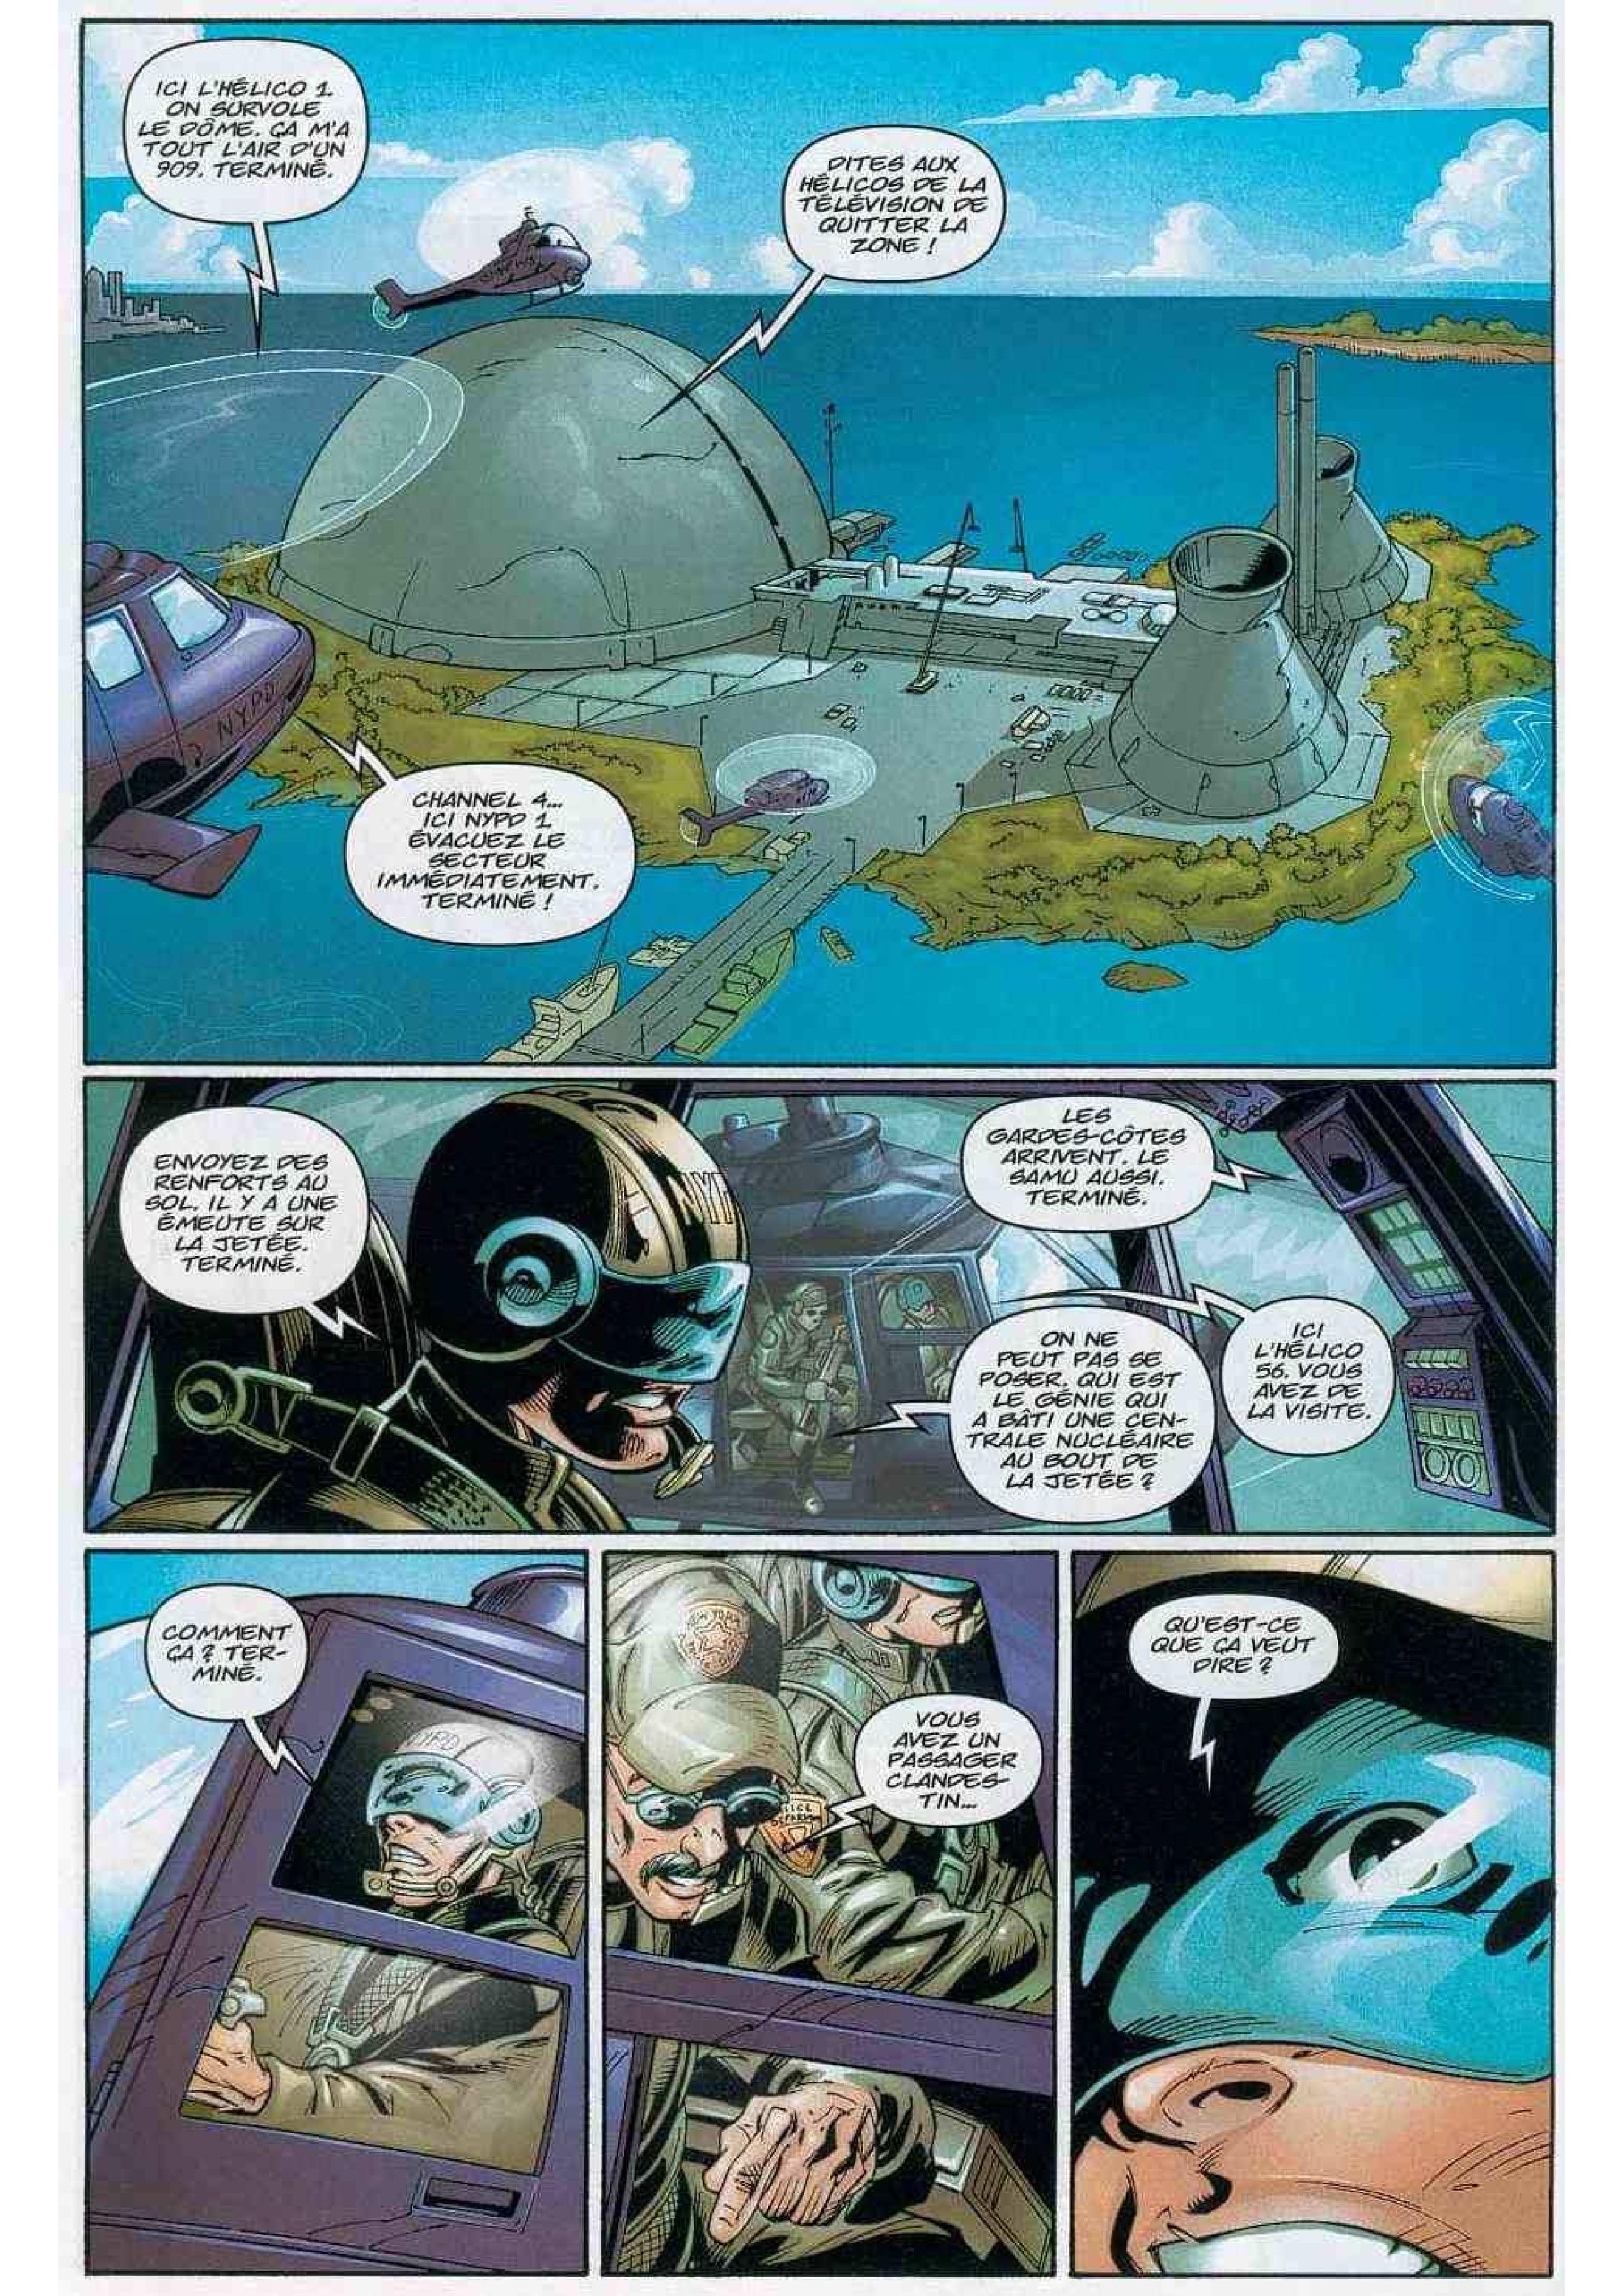 ICI L'HÉLICO 1.
ON SURVOLE
LE DÔME. ÇA M'A
TOUT L'AIR D'UN
909. TERMINÉ.
DITES AUX
HÉLICOS DE LA
TÉLÉVISION DE
QUITTER LA
ZONE !
NYPD
CHANNEL 4...
ICI NYPD 1.
ÉVACUEZ LE
SECTEUR
IMMÉDIATEMENT.
TERMINÉ !
ENVOYEZ DES
RENFORTS AU
SOL. IL Y A UNE
ÉMEUTE SUR
LA JETÉE.
TERMINÉ.
LES
GARDES-CÔTES
ARRIVENT. LE
SAMU AUSSI.
TERMINÉ.
ON NE
PEUT PAS SE
POSER. QUI EST
LE GÉNIE QUI
A BÂTI UNE CEN-
TRALE NUCLÉAIRE
AU BOUT DE
LA JETÉE ?
ICI
L'HÉLICO
56. VOUS
AVEZ DE
LA VISITE.
COMMENT
ÇA ? TER-
MINÉ.
NYPD
NEW YORK
VOUS
AVEZ UN
PASSAGER
CLANDES-
TIN...
QU'EST-CE
QUE ÇA VEUT
DIRE ?